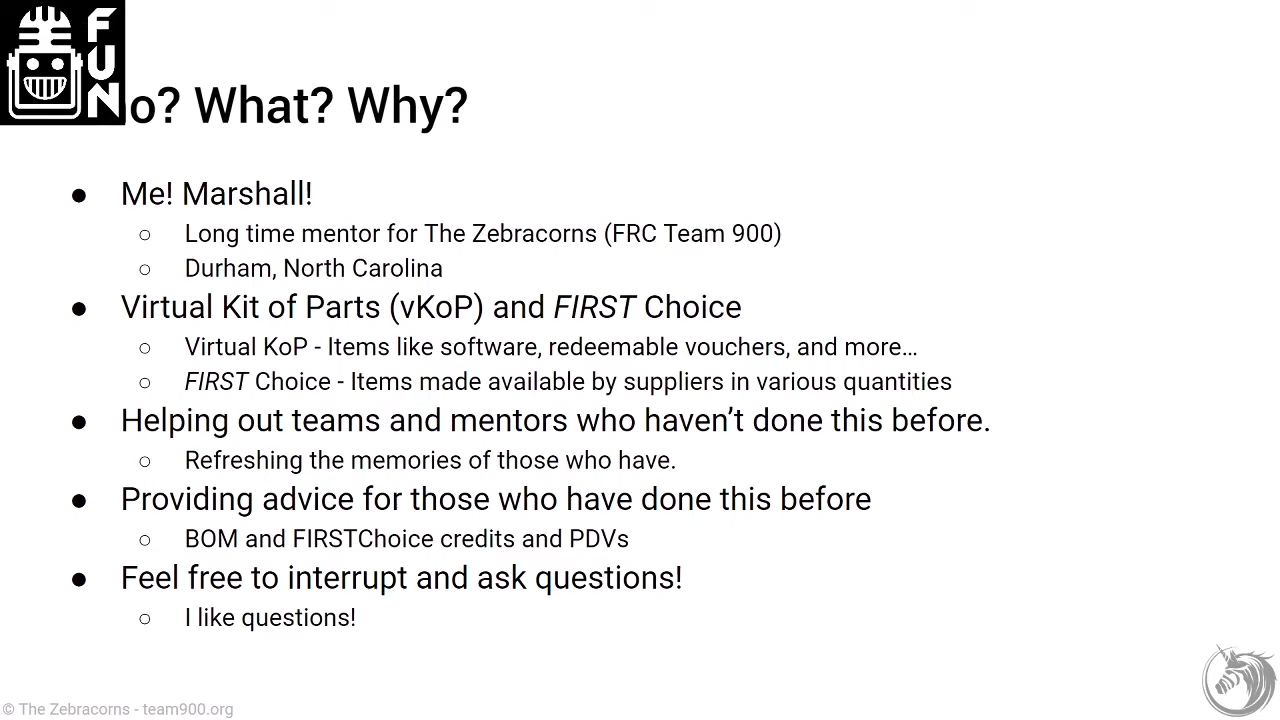 FUN
o? What? Why?
● Me! Marshall!
○ Long time mentor for The Zebracorns (FRC Team 900)
○ Durham, North Carolina
● Virtual Kit of Parts (vKoP) and FIRST Choice
○ Virtual KoP - Items like software, redeemable vouchers, and more…
○ FIRST Choice - Items made available by suppliers in various quantities
● Helping out teams and mentors who haven’t done this before.
○ Refreshing the memories of those who have.
● Providing advice for those who have done this before
○ BOM and FIRSTChoice credits and PDVs
● Feel free to interrupt and ask questions!
○ I like questions!
© The Zebracorns - team900.org